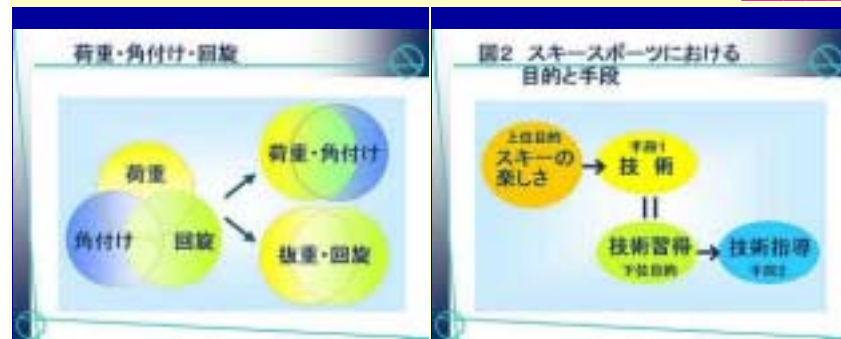 荷重・角付け・回旋
荷重
角付け
回旋
荷重・角付け
抜重・回旋
図2 スキースポーツにおける
目的と手段
上位目的
スキーの
楽しさ
手段1
技 術
技術習得
下位目的
技術指導
手段2